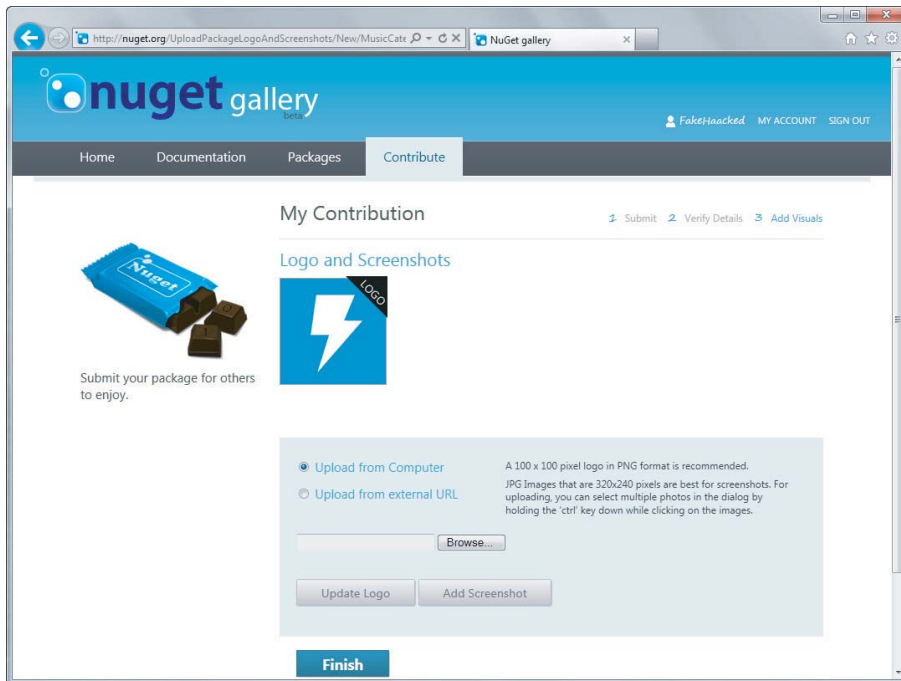 http://nuget.org/UploadPackageLogoAndScreenshots/New/MusicCate
NuGet gallery
nuget gallery
beta
FakeHaacked MY ACCOUNT SIGN OUT
Home Documentation Packages Contribute
My Contribution
1 Submit 2 Verify Details 3 Add Visuals
Nuget
Submit your package for others
to enjoy.
Logo and Screenshots
LOGO
Upload from Computer
Upload from external URL
A 100 x 100 pixel logo in PNG format is recommended.
JPG Images that are 320x240 pixels are best for screenshots. For
uploading, you can select multiple photos in the dialog by
holding the 'ctrl' key down while clicking on the images.
Browse...
Update Logo Add Screenshot
Finish